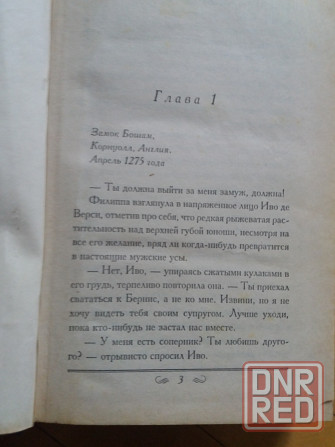 Глава 1
Замок Бошам,
Корнуолл, Англия.
Апрель 1275 года
— Ты должна выйти за меня замуж, должна!
Филиппа взглянула в напряженное лицо Иво де
Верси, отметив про себя, что редкая рыжеватая рас-
тительность над верхней губой юноши, несмотря на
все его желание, вряд ли когда-нибудь превратится
в настоящие мужские усы.
— Нет, Иво, — упираясь сжатыми кулаками в
его грудь, терпеливо повторила она. — Ты приехал
свататься к Бернис, а не ко мне. Извини, но я не
хочу видеть тебя своим супругом. Лучше уходи,
пока кто-нибудь не застал нас вместе.
— У меня есть соперник? Ты любишь друго-
го? — отрывисто спросил Иво.
3
DNR
RED